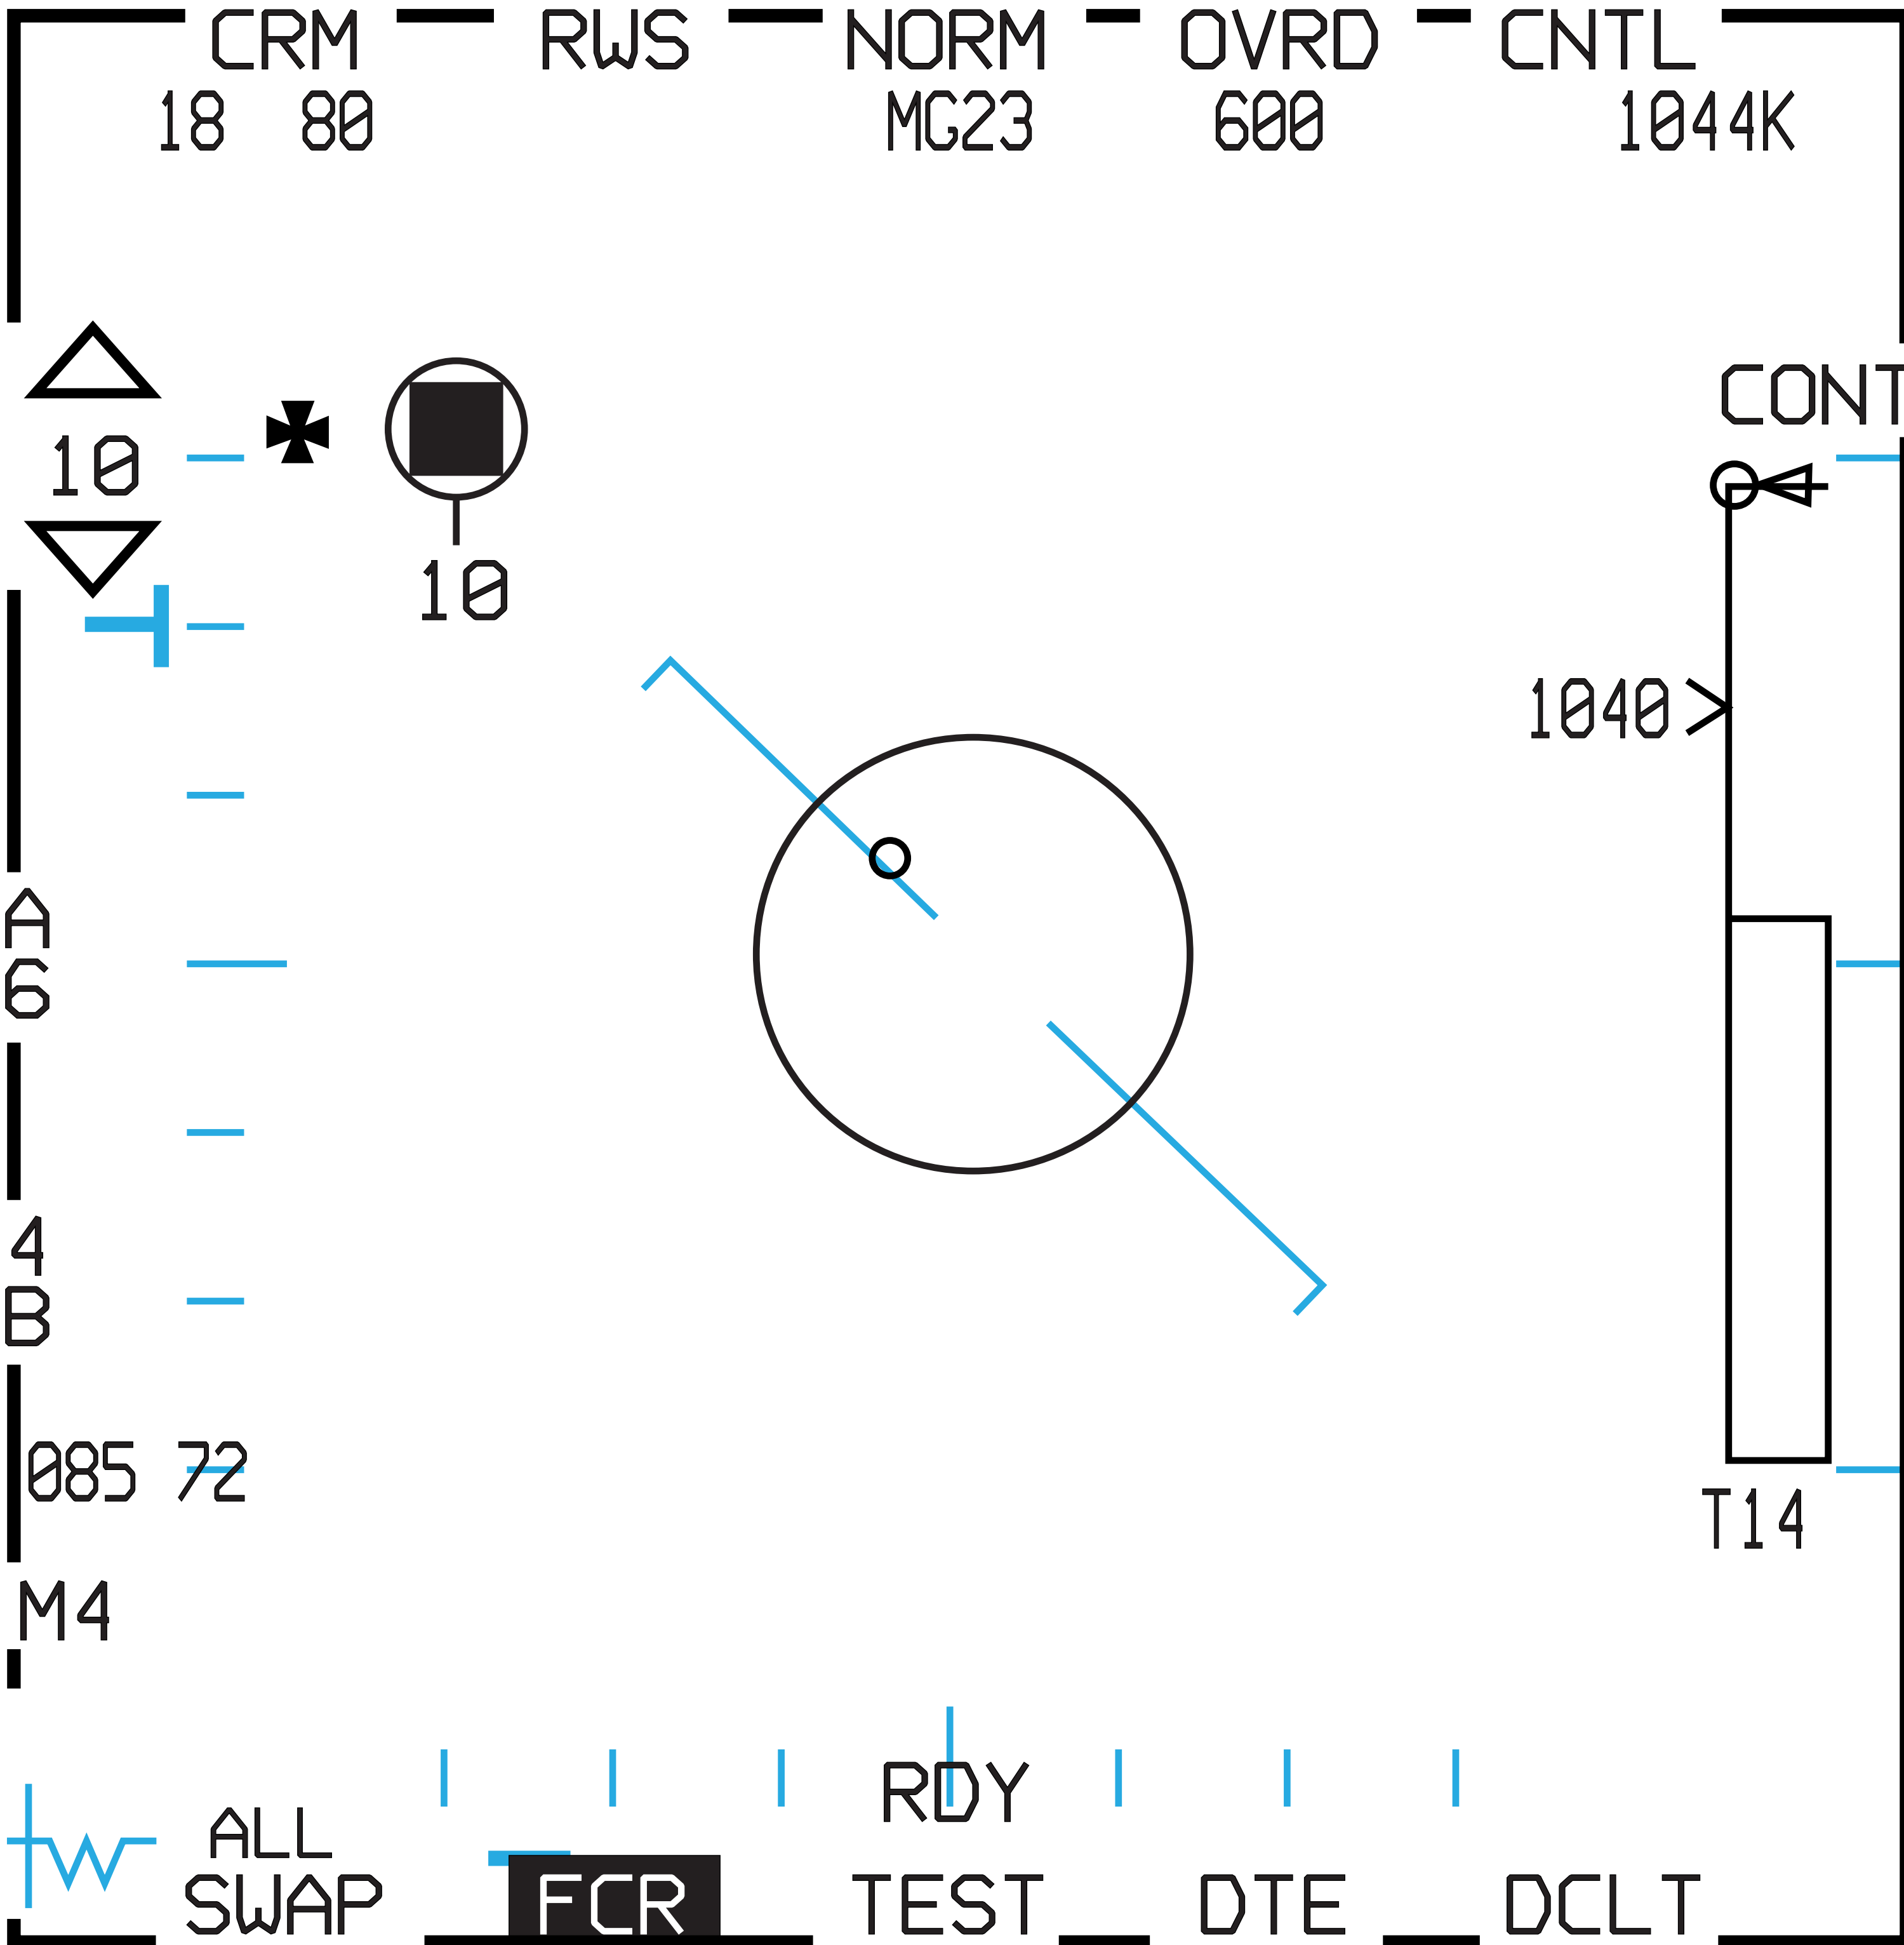 CRM RWS NORM OVRD CNTL
18 80 MG23 600 1044K
CONT
10
10
1040
A
6
4
B
085 72
T14
M4
RDY
ALL
SWAP FCR TEST DTE DCLT